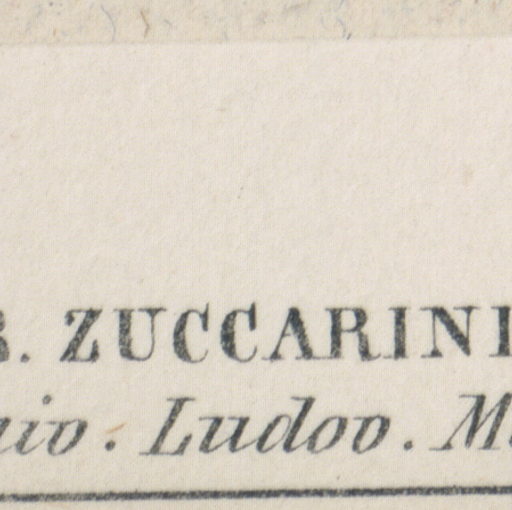 . ZUCCARINI
. Ludov.